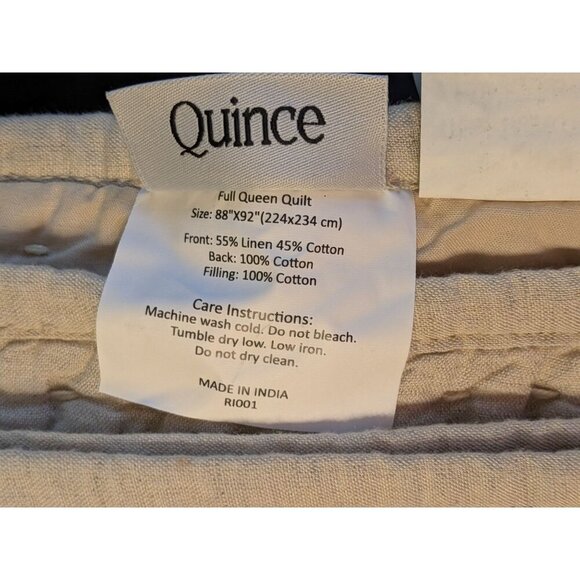 Quince
Full Queen Quilt
Size: 88"X92"(224x234 cm)
Front: 55% Linen 45% Cotton
Back: 100% Cotton
Filling: 100% Cotton
Care Instructions:
Machine wash cold. Do not bleach.
Tumble dry low. Low iron.
Do not dry clean.
MADE IN INDIA
RI001